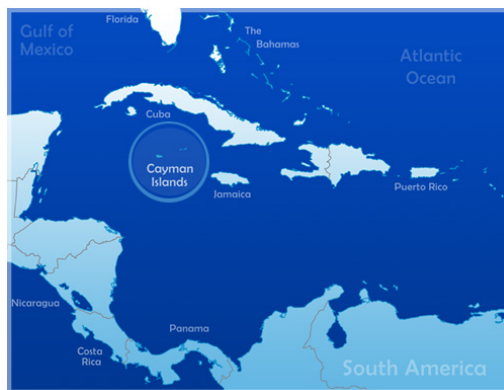 Florida
Gulf of
Mexico
The
Bahamas
Atlantic
Ocean
Cuba
Cayman
Islands
Jamaica
Puerto Rico
Nicaragua
Panama
Costa
Rica
South America